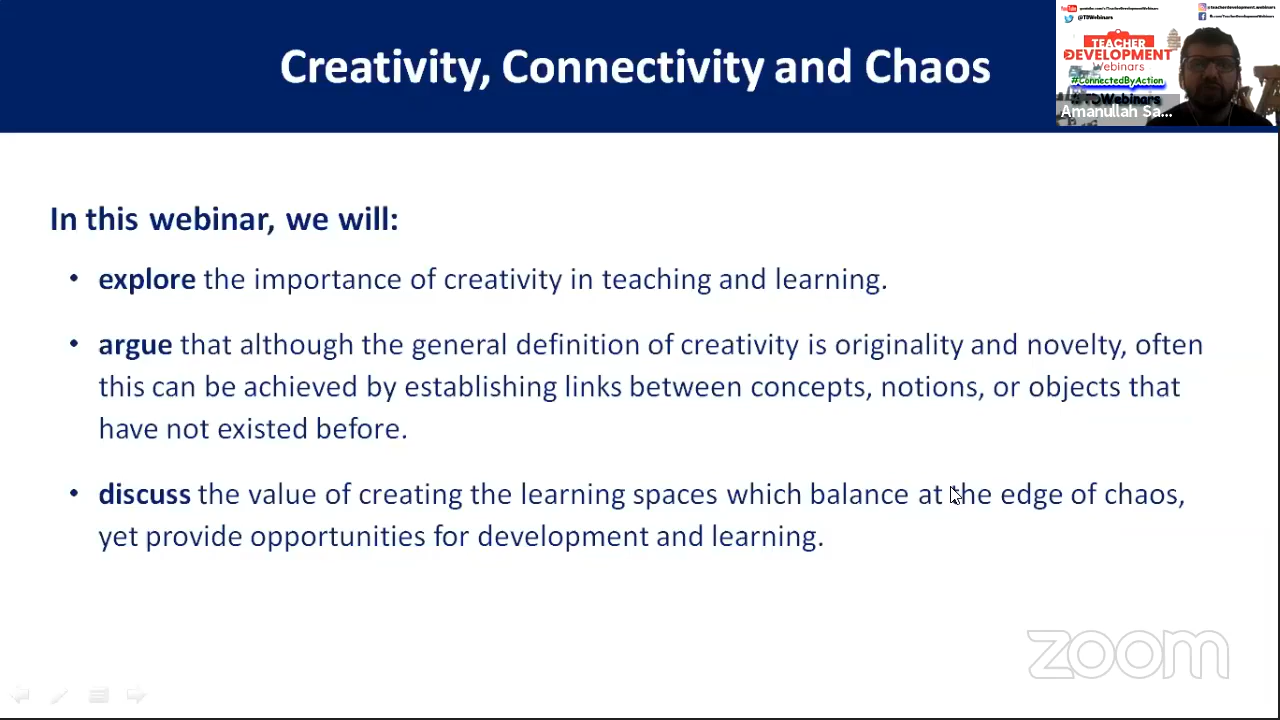 Creativity, Connectivity and Chaos
YouTube
@TDWebinars
TEACHER
DEVELOPMENT
Webinars
#ConnectedByAction
#TDWebinars
Amanullah Sa...
In this webinar, we will:
• explore the importance of creativity in teaching and learning.
• argue that although the general definition of creativity is originality and novelty, often
this can be achieved by establishing links between concepts, notions, or objects that
have not existed before.
• discuss the value of creating the learning spaces which balance at the edge of chaos,
yet provide opportunities for development and learning.
zoom